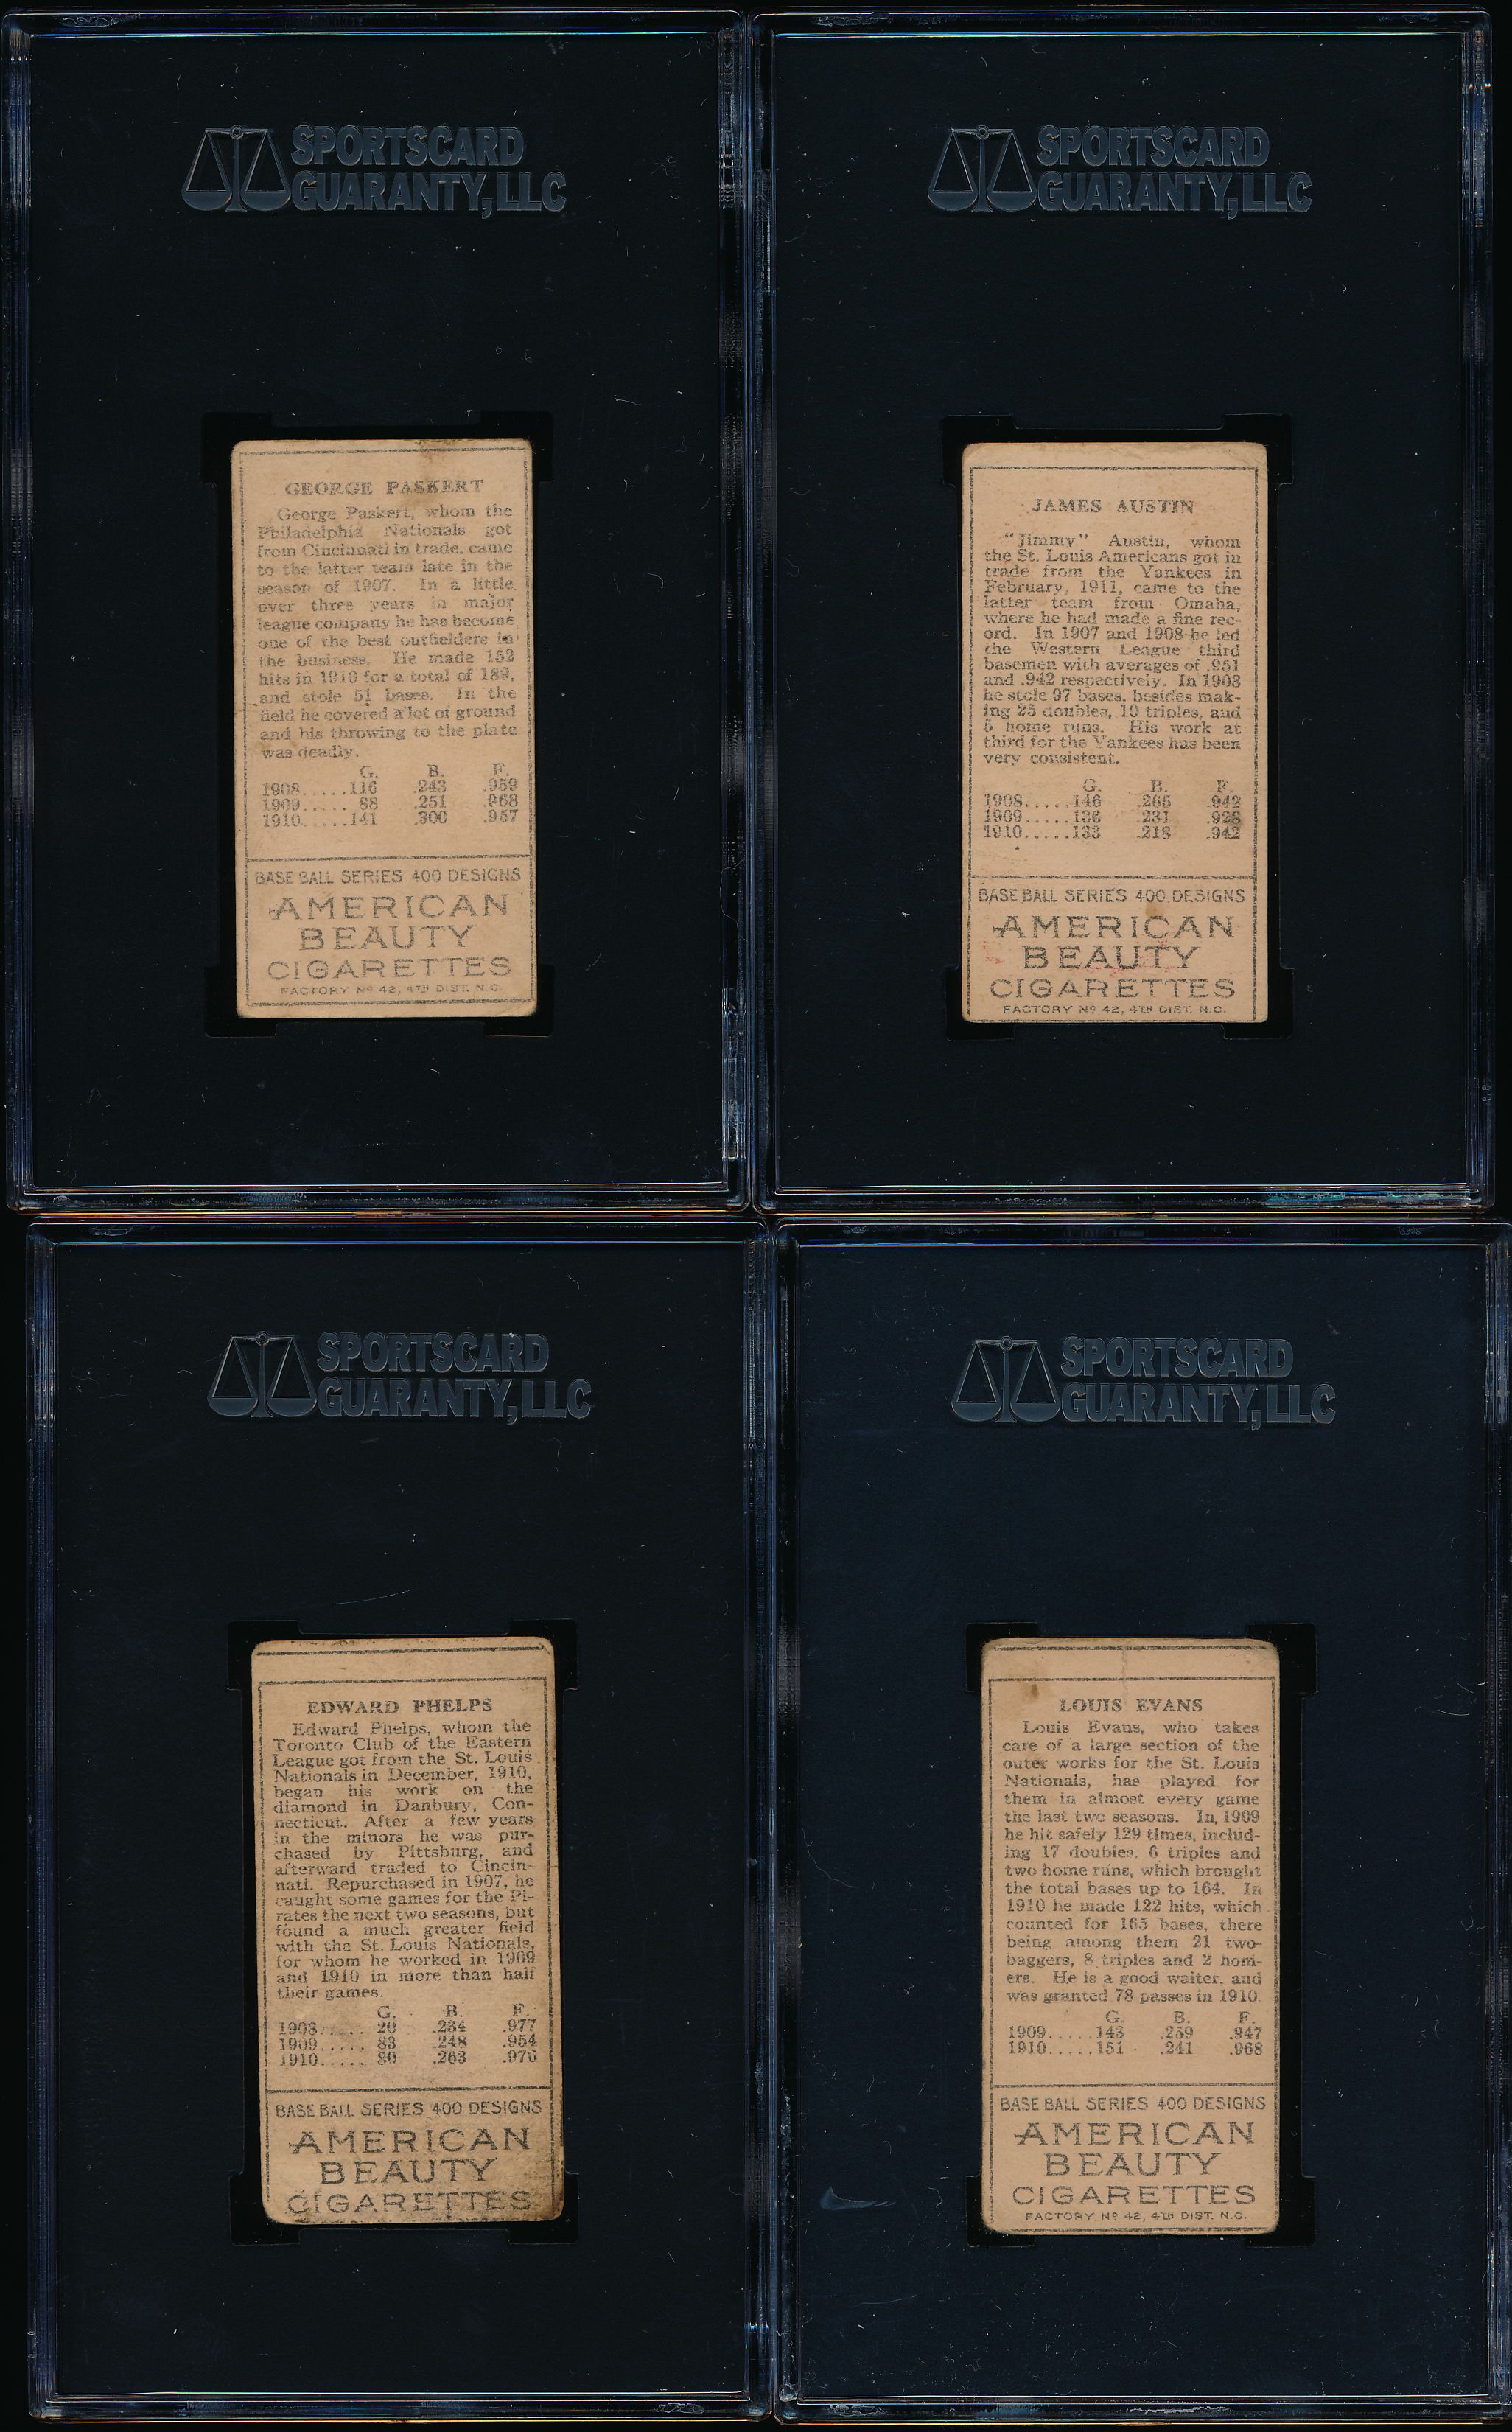 SPORTSCARD
GUARANTY, LLC
GEORGE PASKERT
George Paskert, whom the
Philadelphia Nationals got
from Cincinnati in trade, came
to the latter team late in the
season of 1907. In a little
over three years in major
league company he has become
one of the best outfielders in
the business. He made 152
hits in 1910 for a total of 189,
and stole 51 bases. In the
field he covered a lot of ground
and his throwing to the plate
was deadly.
G. B. F.
1908.....116 .243 .959
1909..... 88 .251 .968
1910.....141 .300 .957
BASE BALL SERIES 400 DESIGNS
AMERICAN
BEAUTY
CIGARETTES
FACTORY Nº 42, 4TH DIST. N.C.
SPORTSCARD
GUARANTY, LLC
JAMES AUSTIN
"Jimmy" Austin, whom
the St. Louis Americans got in
trade from the Yankees in
February, 1911, came to the
latter team from Omaha,
where he had made a fine rec-
ord. In 1907 and 1908 he led
the Western League third
basemen with averages of .951
and .942 respectively. In 1908
he stole 97 bases, besides mak-
ing 25 doubles, 10 triples, and
5 home runs. His work at
third for the Yankees has been
very consistent.
G. B. F.
1908.....146 .265 .942
1909.....136 .231 .928
1910.....133 .218 .942
BASE BALL SERIES 400 DESIGNS
AMERICAN
BEAUTY
CIGARETTES
FACTORY Nº 42, 4TH DIST. N.C.
SPORTSCARD
GUARANTY, LLC
EDWARD PHELPS
Edward Phelps, whom the
Toronto Club of the Eastern
League got from the St. Louis
Nationals in December, 1910,
began his work on the
diamond in Danbury, Con-
necticut. After a few years
in the minors he was pur-
chased by Pittsburg, and
afterward traded to Cincin-
nati. Repurchased in 1907, he
caught some games for the Pi-
rates the next two seasons, but
found a much greater field
with the St. Louis Nationals,
for whom he worked in 1909
and 1910 in more than half
their games.
G. B. F.
1908..... 20 .234 .977
1909..... 83 .248 .954
1910..... 80 .263 .976
BASE BALL SERIES 400 DESIGNS
AMERICAN
BEAUTY
CIGARETTES
SPORTSCARD
GUARANTY, LLC
LOUIS EVANS
Louis Evans, who takes
care of a large section of the
outer works for the St. Louis
Nationals, has played for
them in almost every game
the last two seasons. In 1909
he hit safely 129 times, includ-
ing 17 doubles, 6 triples and
two home runs, which brought
the total bases up to 164. In
1910 he made 122 hits, which
counted for 165 bases, there
being among them 21 two-
baggers, 8 triples and 2 hom-
ers. He is a good waiter, and
was granted 78 passes in 1910.
G. B. F.
1909.....143 .259 .947
1910.....151 .241 .968
BASE BALL SERIES 400 DESIGNS
AMERICAN
BEAUTY
CIGARETTES
FACTORY Nº 42, 4TH DIST. N.C.